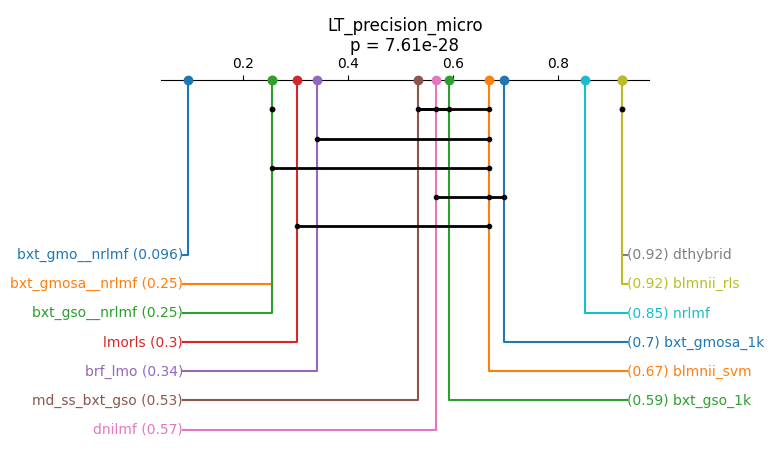 LT_precision_micro
p = 7.61e-28
0.2 0.4 0.6 0.8
bxt_gmo__nrlmf (0.096) (0.92) dthybrid
bxt_gmosa__nrlmf (0.25) (0.92) blmnii_rls
bxt_gso__nrlmf (0.25) (0.85) nrlmf
lmorls (0.3) (0.7) bxt_gmosa_1k
brf_lmo (0.34) (0.67) blmnii_svm
md_ss_bxt_gso (0.53) (0.59) bxt_gso_1k
dnilmf (0.57)